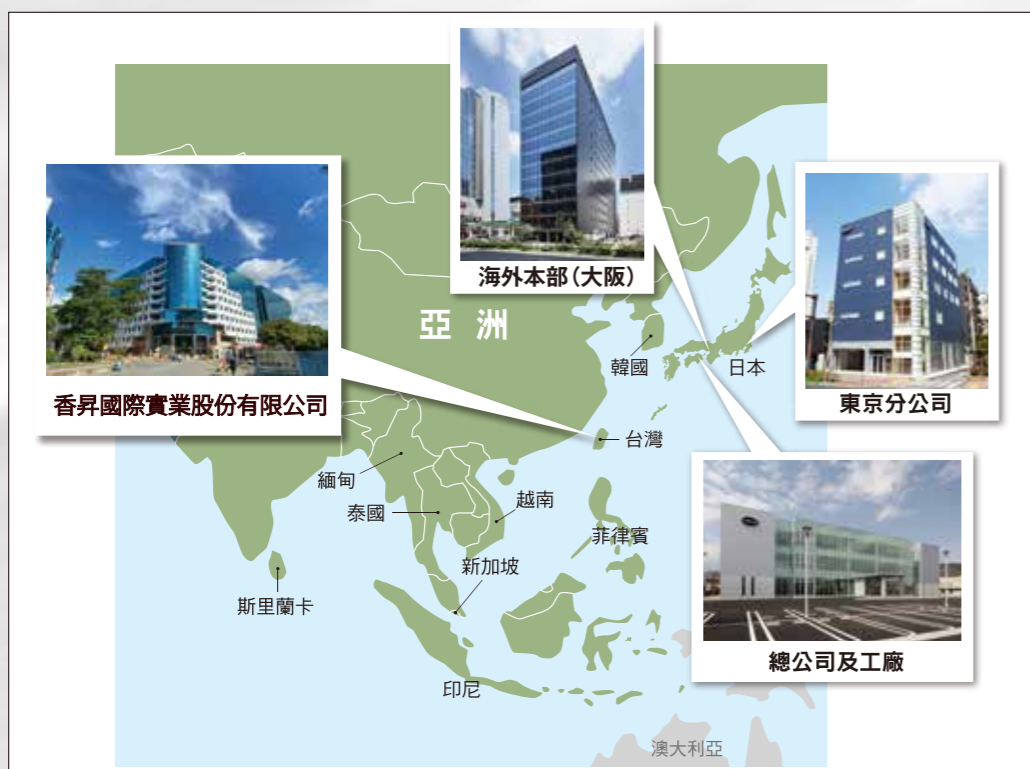 海外本部(大阪)
亞洲
香昇國際實業股份有限公司
韓國
日本
東京分公司
台灣
緬甸
泰國
越南
菲律賓
新加坡
斯里蘭卡
總公司及工廠
印尼
澳大利亞